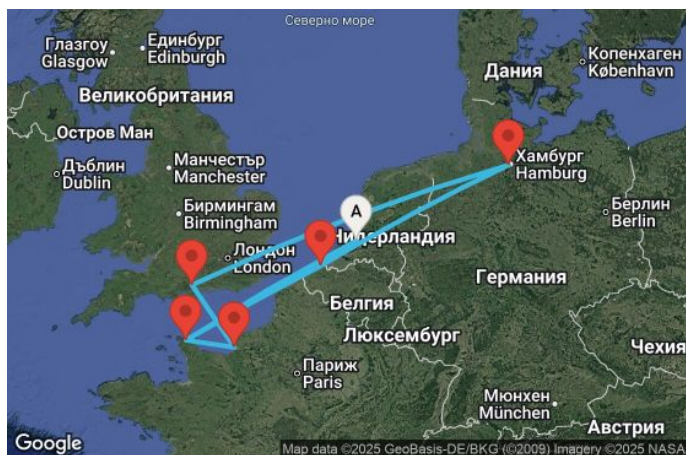 Северно море
Глазгоу
Glasgow
Единбург
Edinburgh
Копенхаген
København
Дания
Великобритания
Остров Ман
Хамбург
Hamburg
Дъблин
Dublin
Манчестър
Manchester
Бирмингам
Birmingham
A
Берлин
Berlin
Нидерландия
Лондон
London
Германия
Белгия
Люксембург
Чехия
Париж
Paris
Мюнхен
München
Австрия
Google
Map data ©2025 GeoBasis-DE/BKG (©2009) Imagery ©2025 NASA